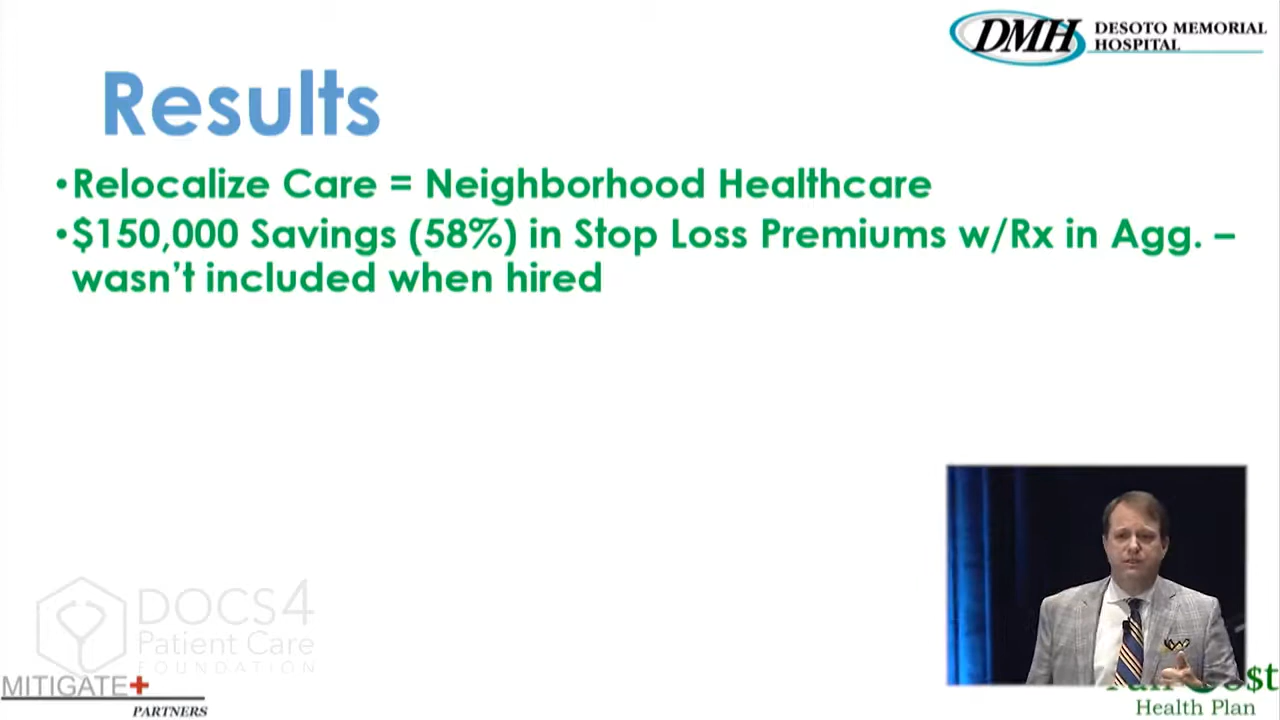 DMH
DESOTO MEMORIAL
HOSPITAL
Results
•Relocalize Care = Neighborhood Healthcare
•$150,000 Savings (58%) in Stop Loss Premiums w/Rx in Agg. –
wasn't included when hired
DOCS4
Patient Care
FOUNDATION
MITIGATE+
PARTNERS
Health Plan